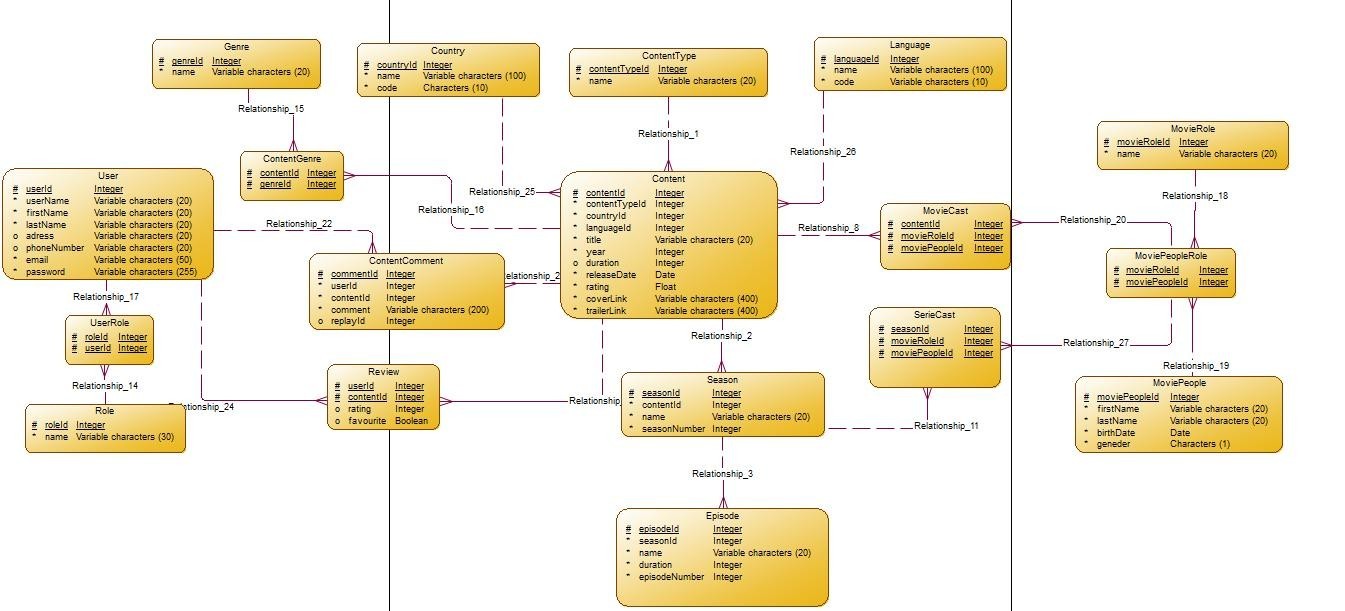 Genre
# genreId Integer
* name Variable characters (20)
Relationship_15
Country
# countryId Integer
* name Variable characters (100)
* code Characters (10)
ContentType
# contentTypeId Integer
* name Variable characters (20)
Relationship_1
Language
# languageId Integer
* name Variable characters (100)
* code Variable characters (10)
Relationship_26
MovieRole
# movieRoleId Integer
* name Variable characters (20)
Relationship_18
ContentGenre
# contentId Integer
# genreId Integer
Relationship_25
Relationship_16
User
# userId Integer
* userName Variable characters (20)
* firstName Variable characters (20)
* lastName Variable characters (20)
o adress Variable characters (20)
o phoneNumber Variable characters (20)
* email Variable characters (50)
* password Variable characters (255)
Relationship_22
Content
# contentId Integer
* contentTypeId Integer
* countryId Integer
* languageId Integer
* title Variable characters (20)
* year Integer
o duration Integer
* releaseDate Date
* rating Float
* coverLink Variable characters (400)
* trailerLink Variable characters (400)
Relationship_8
MovieCast
# contentId Integer
# movieRoleId Integer
# moviePeopleId Integer
Relationship_20
MoviePeopleRole
# movieRoleId Integer
# moviePeopleId Integer
ContentComment
# commentId Integer
* userId Integer
* contentId Integer
* comment Variable characters (200)
o replayId Integer
elationship_2
Relationship_17
UserRole
# roleId Integer
# userId Integer
Relationship_14
Role
# roleId Integer
* name Variable characters (30)
lationship_24
Review
# userId Integer
# contentId Integer
o rating Integer
o favourite Boolean
Relationship_
Relationship_2
Season
# seasonId Integer
* contentId Integer
* name Variable characters (20)
* seasonNumber Integer
SerieCast
# seasonId Integer
# movieRoleId Integer
# moviePeopleId Integer
Relationship_27
Relationship_11
Relationship_19
MoviePeople
# moviePeopleId Integer
* firstName Variable characters (20)
* lastName Variable characters (20)
* birthDate Date
* geneder Characters (1)
Relationship_3
Episode
# episodeId Integer
* seasonId Integer
* name Variable characters (20)
* duration Integer
* episodeNumber Integer